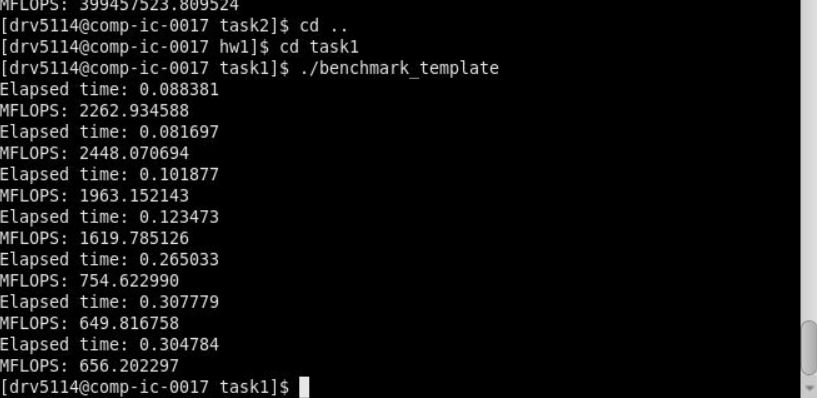 MFLOPS: 399457523.809524
[drv5114@comp-ic-0017 task2]$ cd ..
[drv5114@comp-ic-0017 hw1]$ cd task1
[drv5114@comp-ic-0017 task1]$ ./benchmark_template
Elapsed time: 0.088381
MFLOPS: 2262.934588
Elapsed time: 0.081697
MFLOPS: 2448.070694
Elapsed time: 0.101877
MFLOPS: 1963.152143
Elapsed time: 0.123473
MFLOPS: 1619.785126
Elapsed time: 0.265033
MFLOPS: 754.622990
Elapsed time: 0.307779
MFLOPS: 649.816758
Elapsed time: 0.304784
MFLOPS: 656.202297
[drv5114@comp-ic-0017 task1]$